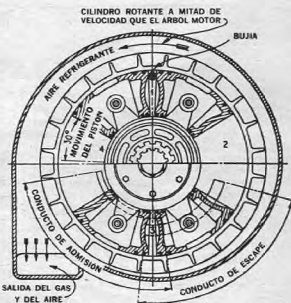 CILINDRO ROTANTE A MITAD DE
VELOCIDAD QUE EL ARBOL MOTOR
BUJIA
AIRE REFRIGERANTE
10°
MOVIMIENTO
DEL PISTON
2
CONDUCTO DE ADMISION
CONDUCTO DE ESCAPE
SALIDA DEL GAS
Y DEL AIRE